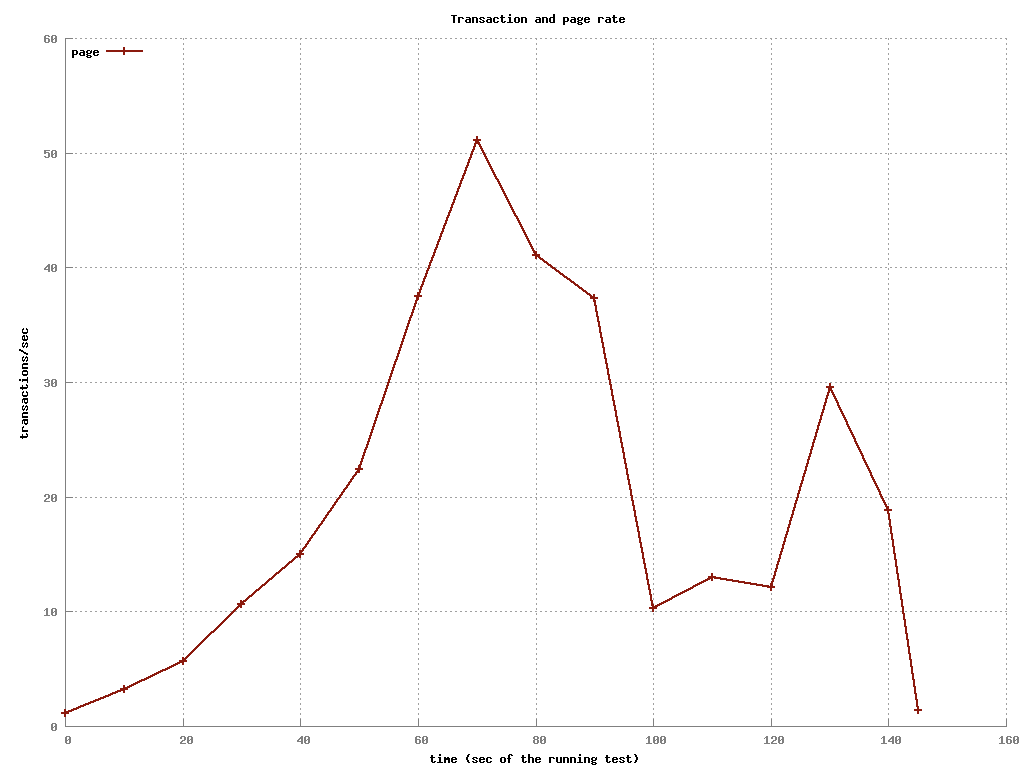 Transaction and page rate
page
60
50
40
30
20
10
0
transactions/sec
0 20 40 60 80 100 120 140 160
time (sec of the running test)